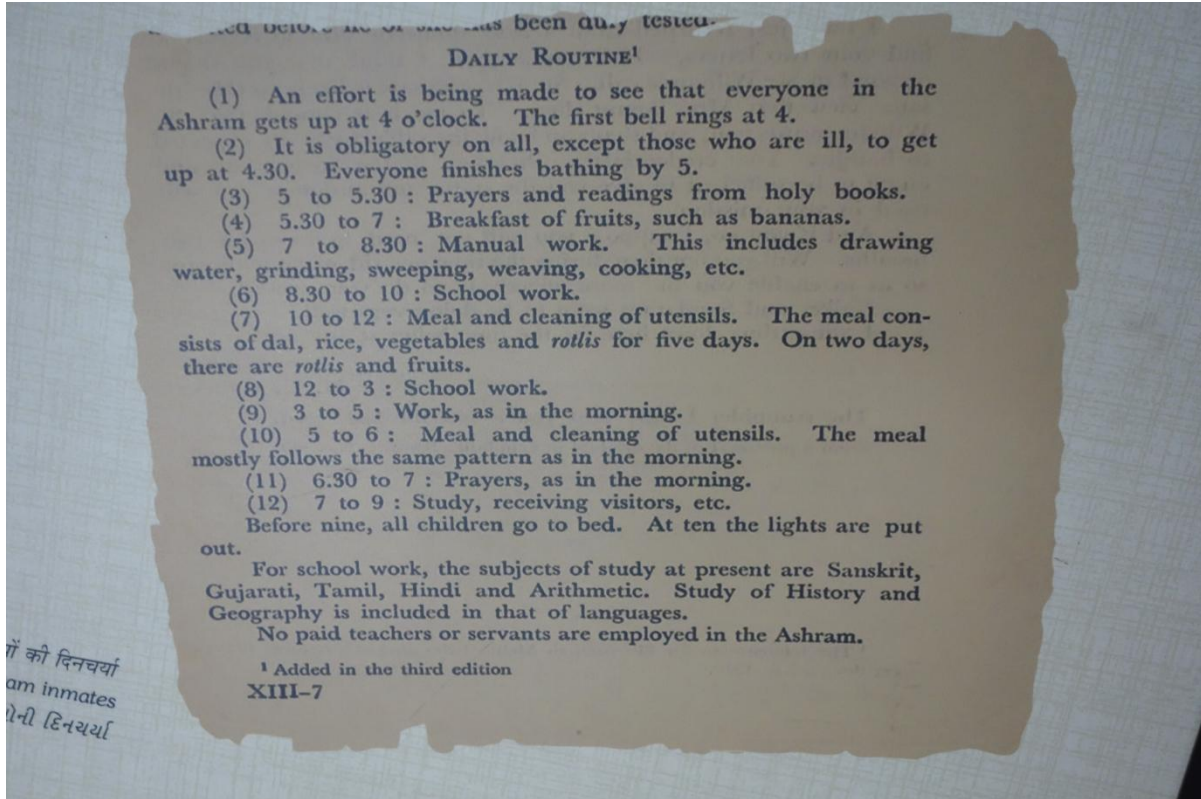 been duly tested.
DAILY ROUTINE¹
(1) An effort is being made to see that everyone in the
Ashram gets up at 4 o'clock. The first bell rings at 4.
(2) It is obligatory on all, except those who are ill, to get
up at 4.30. Everyone finishes bathing by 5.
(3) 5 to 5.30 : Prayers and readings from holy books.
(4) 5.30 to 7 : Breakfast of fruits, such as bananas.
(5) 7 to 8.30 : Manual work. This includes drawing
water, grinding, sweeping, weaving, cooking, etc.
(6) 8.30 to 10 : School work.
(7) 10 to 12 : Meal and cleaning of utensils. The meal con-
sists of dal, rice, vegetables and rotlis for five days. On two days,
there are rotlis and fruits.
(8) 12 to 3 : School work.
(9) 3 to 5 : Work, as in the morning.
(10) 5 to 6 : Meal and cleaning of utensils. The meal
mostly follows the same pattern as in the morning.
(11) 6.30 to 7 : Prayers, as in the morning.
(12) 7 to 9 : Study, receiving visitors, etc.
Before nine, all children go to bed. At ten the lights are put
out.
For school work, the subjects of study at present are Sanskrit,
Gujarati, Tamil, Hindi and Arithmetic. Study of History and
Geography is included in that of languages.
No paid teachers or servants are employed in the Ashram.
¹ Added in the third edition
XIII–7
की दिनचर्या
am inmates
દિનચર્યા